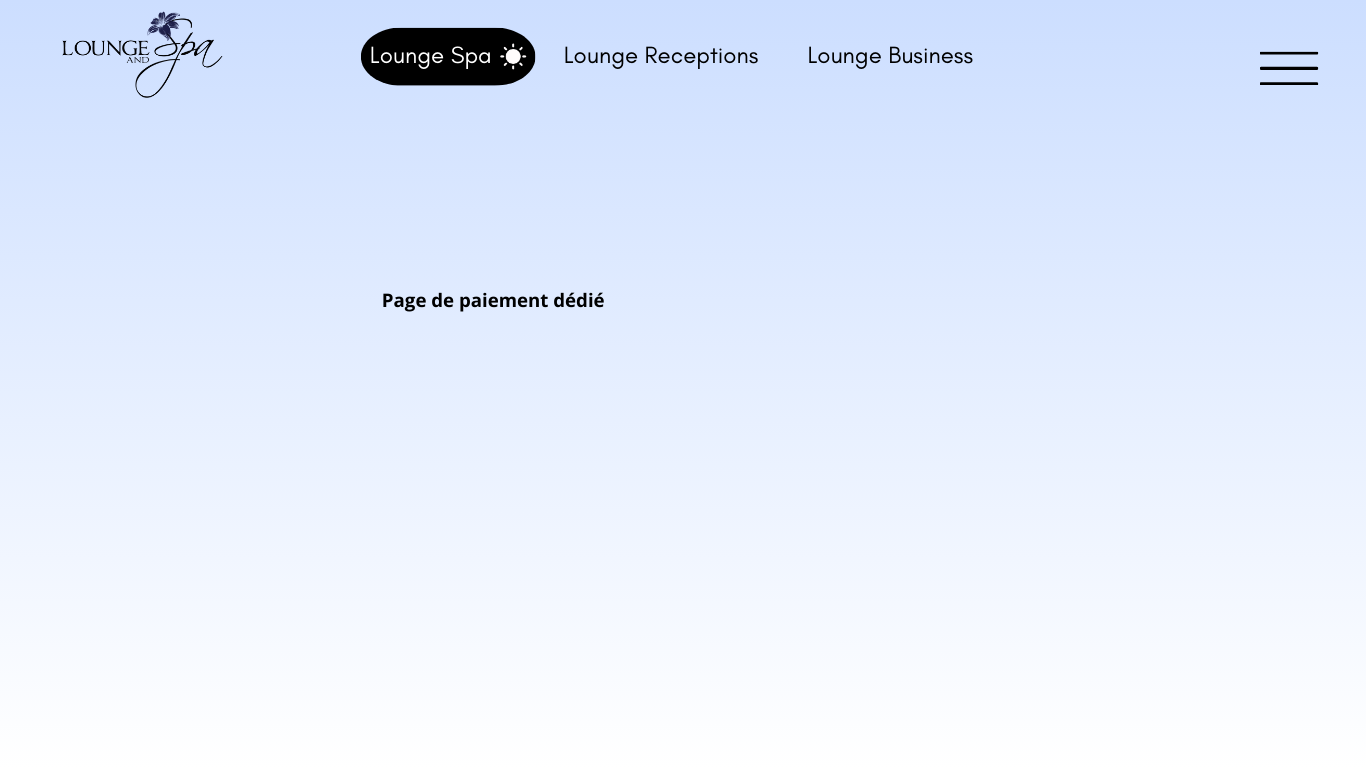 LOUNGE AND Spa
Lounge Spa
Lounge Receptions
Lounge Business
Page de paiement dédié